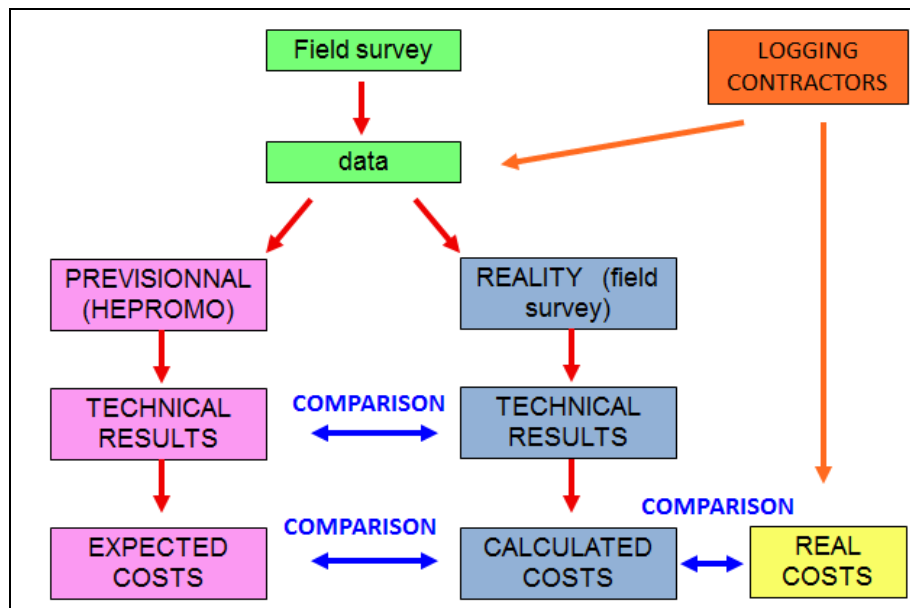 Field survey
LOGGING
CONTRACTORS
data
PREVISIONNAL
(HEPROMO)
REALITY (field
survey)
TECHNICAL
RESULTS
COMPARISON
TECHNICAL
RESULTS
EXPECTED
COSTS
COMPARISON
CALCULATED
COSTS
COMPARISON
REAL
COSTS